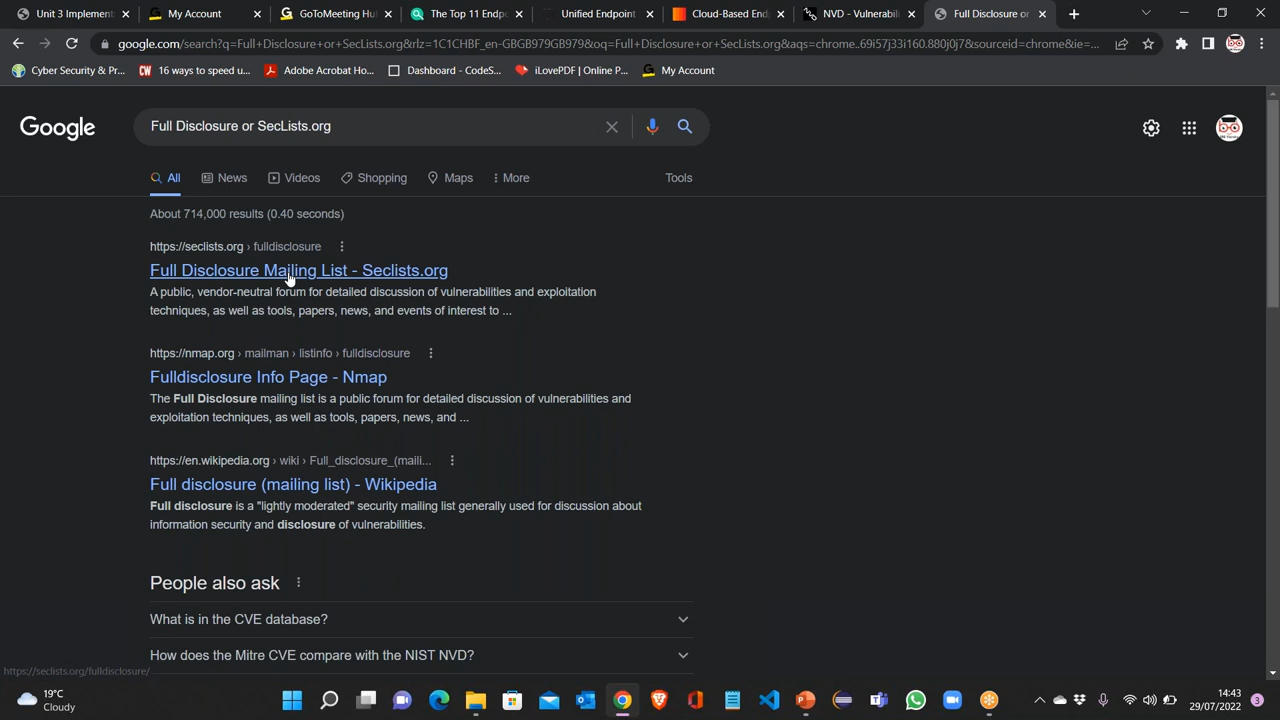 Unit 3 Implement
My Account
GoToMeeting Hu
The Top 11 Endp
Unified Endpoint
Cloud-Based End
NVD - Vulnerabil
Full Disclosure or
google.com/search?q=Full+Disclosure+or+SecLists.org&rlz=1C1CHBF_en-GBGB979GB979&oq=Full+Disclosure+or+SecLists.org&aqs=chrome..69i57j33i160.880j0j7&sourceid=chrome&ie=...
Cyber Security & Pr...
CW 16 ways to speed u...
Adobe Acrobat Ho...
Dashboard - CodeS...
iLovePDF | Online P...
My Account
Google
Full Disclosure or SecLists.org
All
News
Videos
Shopping
Maps
More
Tools
About 714,000 results (0.40 seconds)
https://seclists.org › fulldisclosure
Full Disclosure Mailing List - Seclists.org
A public, vendor-neutral forum for detailed discussion of vulnerabilities and exploitation
techniques, as well as tools, papers, news, and events of interest to ...
https://nmap.org › mailman › listinfo › fulldisclosure
Fulldisclosure Info Page - Nmap
The Full Disclosure mailing list is a public forum for detailed discussion of vulnerabilities and
exploitation techniques, as well as tools, papers, news, and ...
https://en.wikipedia.org › wiki › Full_disclosure_(maili...
Full disclosure (mailing list) - Wikipedia
Full disclosure is a "lightly moderated" security mailing list generally used for discussion about
information security and disclosure of vulnerabilities.
People also ask
What is in the CVE database?
How does the Mitre CVE compare with the NIST NVD?
https://seclists.org/fulldisclosure/
19°C
Cloudy
14:43
29/07/2022
3